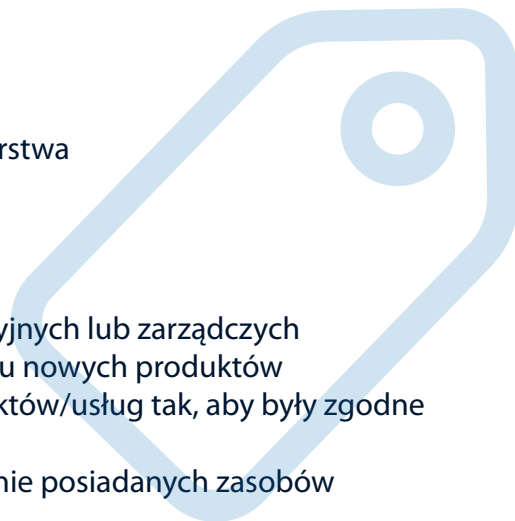 rstwa
yjnych lub zarządczych
u nowych produktów
któw/usług tak, aby były zgodne
nie posiadanych zasobów